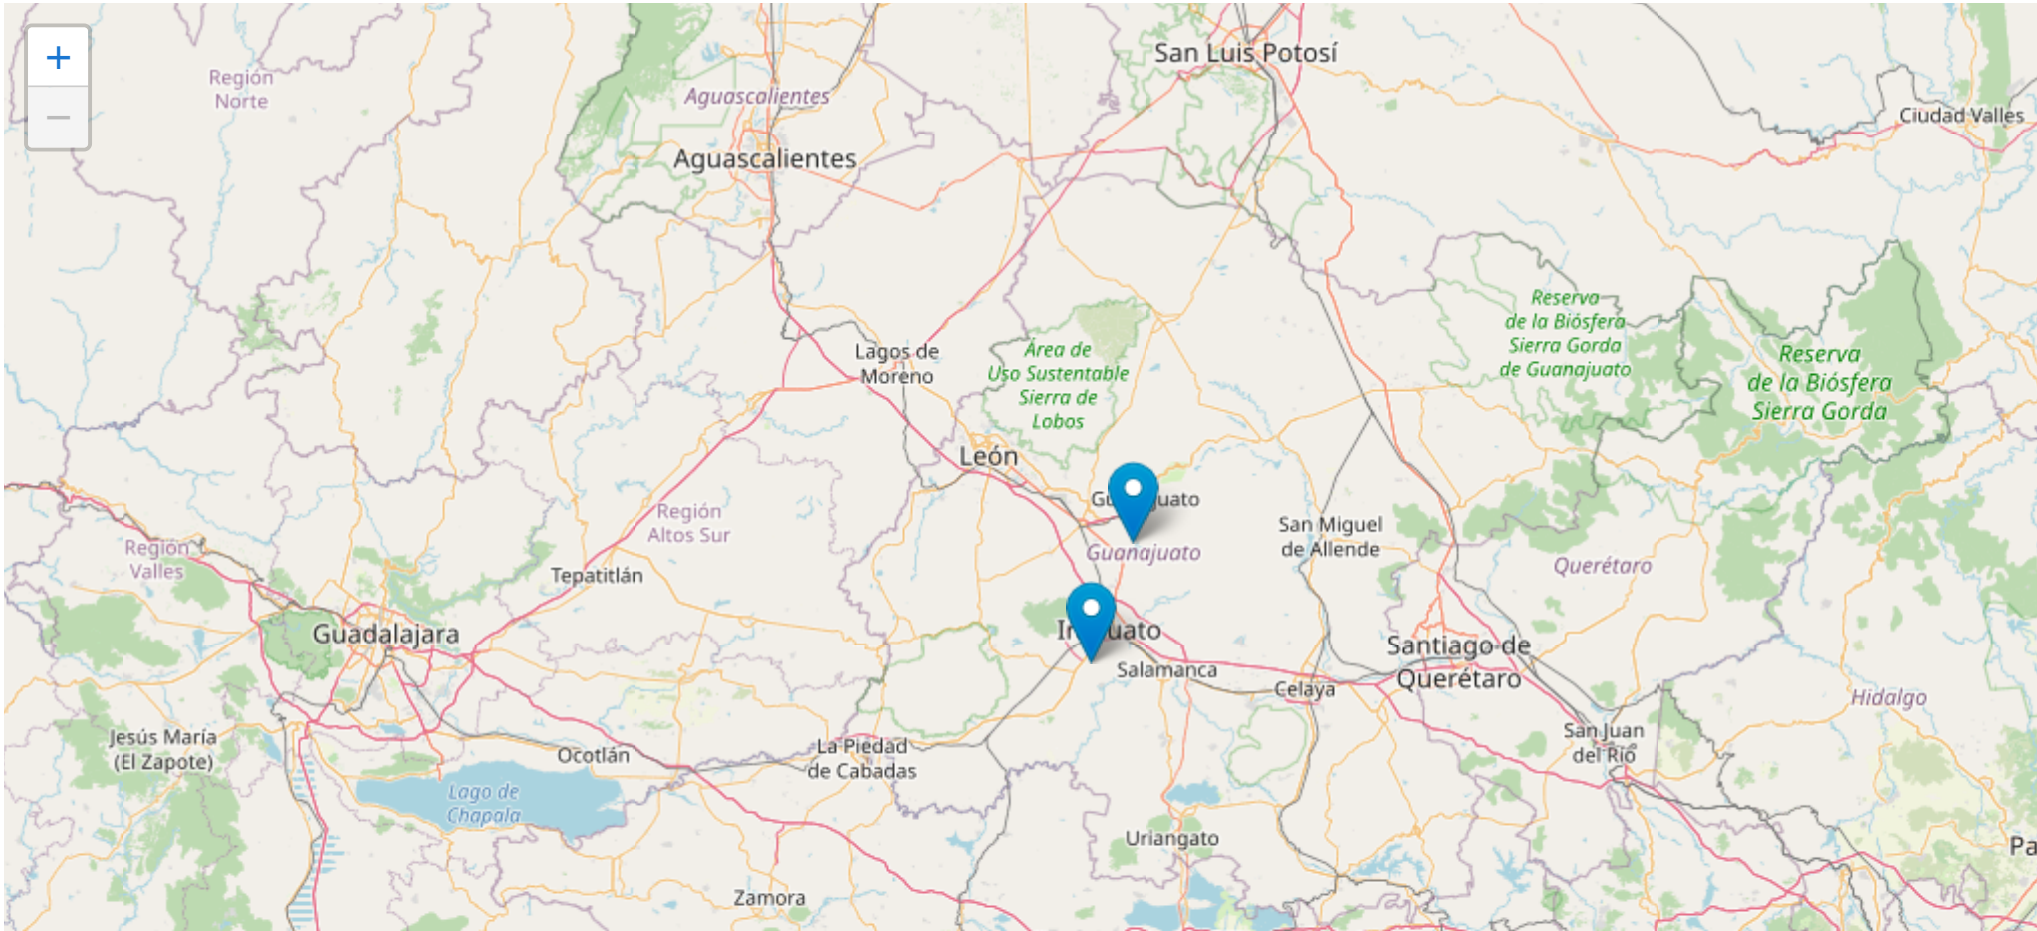 +
−
Región
Norte
San Luis Potosí
Aguascalientes
Ciudad Valles
Aguascalientes
Reserva
de la Biósfera
Sierra Gorda
de Guanajuato
Lagos de
Moreno
Área de
Uso Sustentable
Sierra de
Lobos
Reserva
de la Biósfera
Sierra Gorda
León
Región
Altos Sur
San Miguel
de Allende
Guanajuato
Región
Valles
Tepatitlán
Querétaro
Guadalajara
Salamanca
Santiago de
Querétaro
Celaya
Hidalgo
Jesús María
(El Zapote)
Ocotlán
La Piedad
de Cabadas
San Juan
del Río
Lago de
Chapala
Uriangato
Pa
Zamora